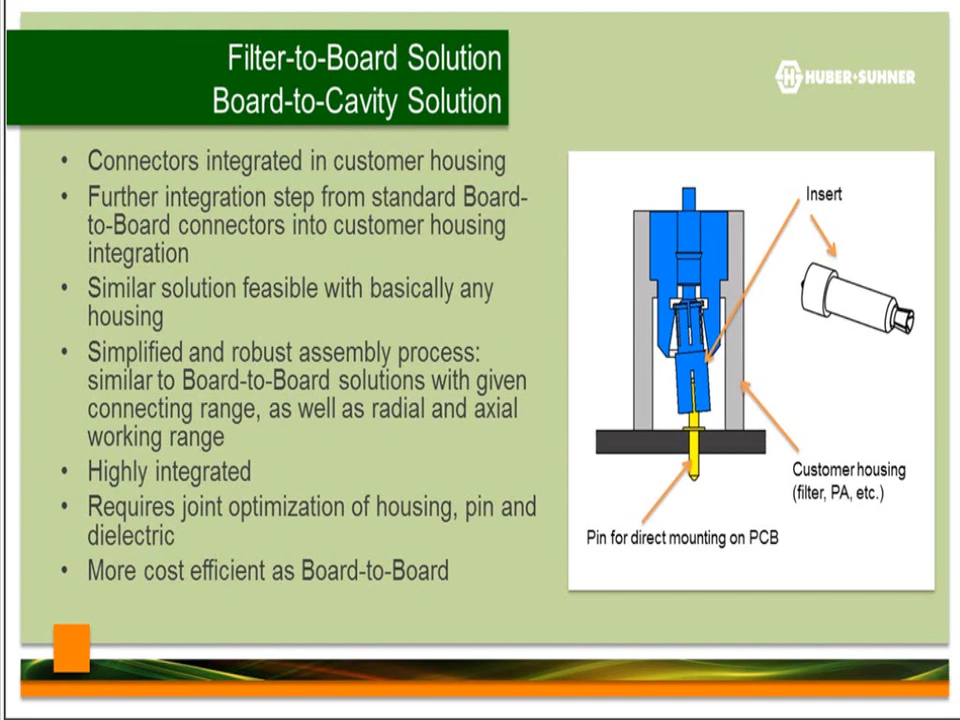 Filter-to-Board Solution
Board-to-Cavity Solution
HUBER+SUHNER
• Connectors integrated in customer housing
• Further integration step from standard Board-
to-Board connectors into customer housing
integration
• Similar solution feasible with basically any
housing
• Simplified and robust assembly process:
similar to Board-to-Board solutions with given
connecting range, as well as radial and axial
working range
• Highly integrated
• Requires joint optimization of housing, pin and
dielectric
• More cost efficient as Board-to-Board
Insert
Customer housing
(filter, PA, etc.)
Pin for direct mounting on PCB